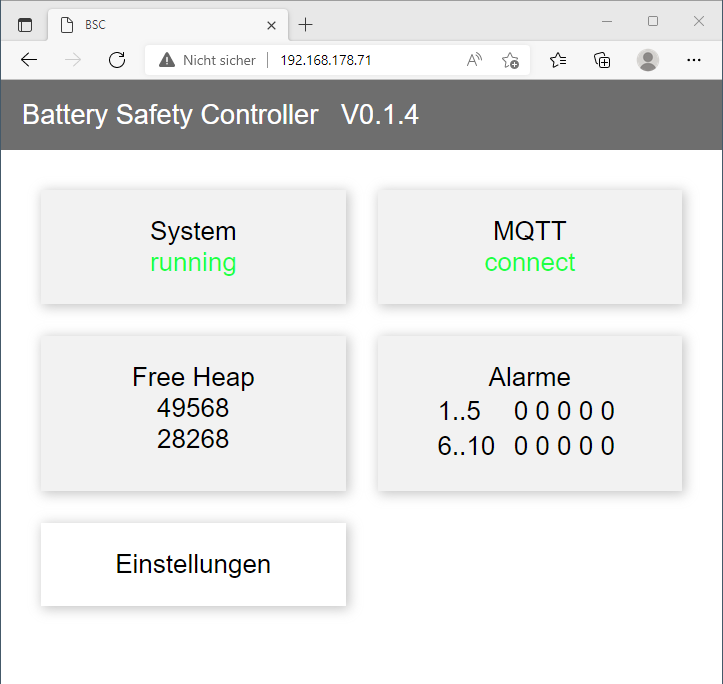 BSC
Nicht sicher 192.168.178.71
Battery Safety Controller V0.1.4
System
running
MQTT
connect
Free Heap
49568
28268
Alarme
1..5 0 0 0 0 0
6..10 0 0 0 0 0
Einstellungen